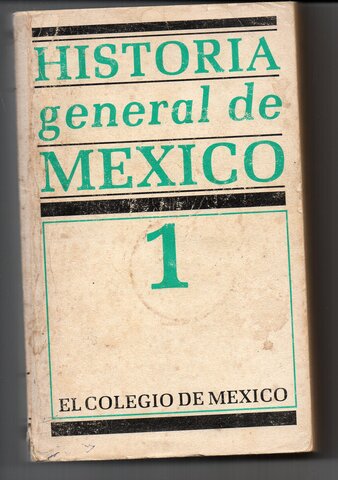 HISTORIA
general de
MEXICO
1
EL COLEGIO DE MEXICO